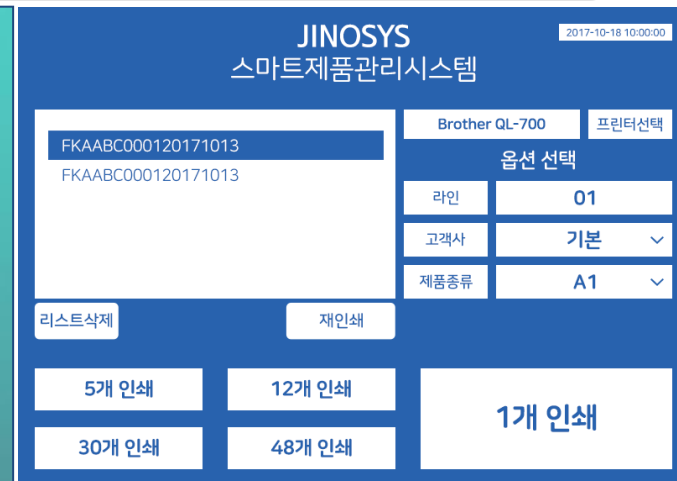 JINOSYS
스마트제품관리시스템
2017-10-18 10:00:00
FKAABC000120171013
FKAABC000120171013
Brother QL-700
프린터선택
옵션 선택
라인
01
고객사
기본
제품종류
A1
리스트삭제
재인쇄
5개 인쇄
12개 인쇄
1개 인쇄
30개 인쇄
48개 인쇄